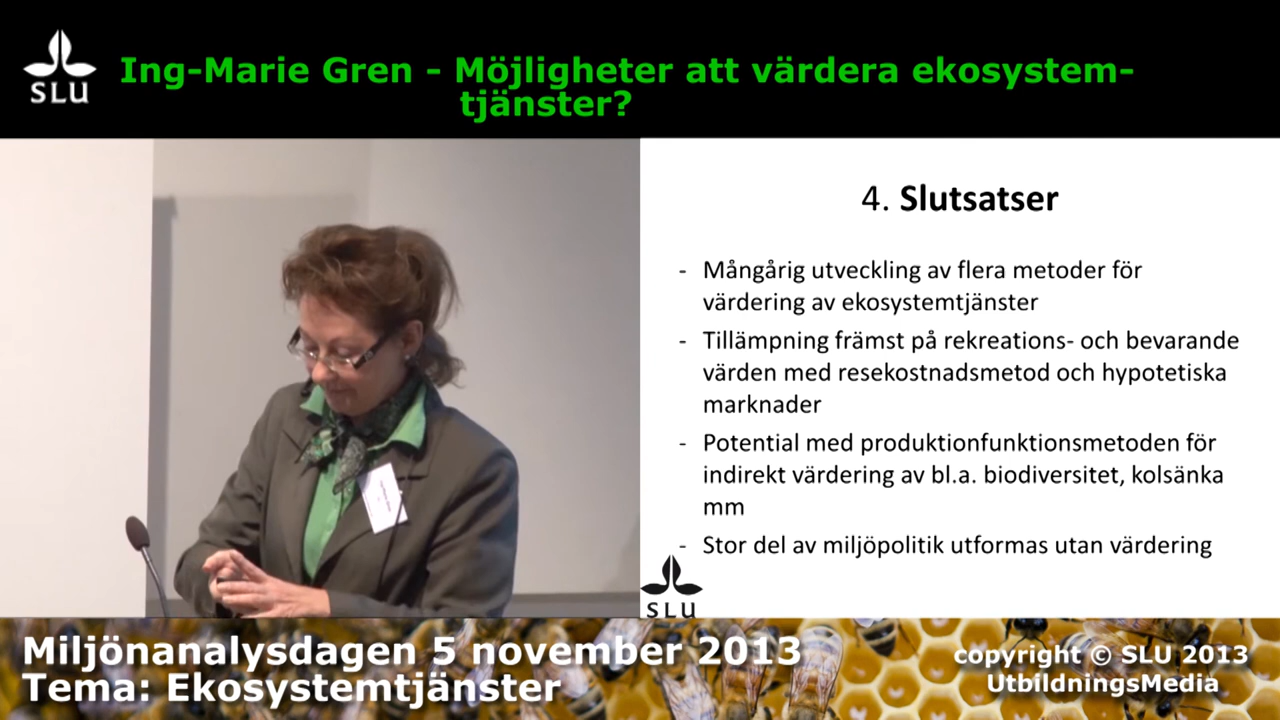 SLU
Ing-Marie Gren - Möjligheter att värdera ekosystem-
tjänster?
4. Slutsatser
- Mångårig utveckling av flera metoder för
värdering av ekosystemtjänster
- Tillämpning främst på rekreations- och bevarande
värden med resekostnadsmetod och hypotetiska
marknader
- Potential med produktionfunktionsmetoden för
indirekt värdering av bl.a. biodiversitet, kolsänka
mm
- Stor del av miljöpolitik utformas utan värdering
SLU
Miljönanalysdagen 5 november 2013
Tema: Ekosystemtjänster
copyright © SLU 2013
UtbildningsMedia